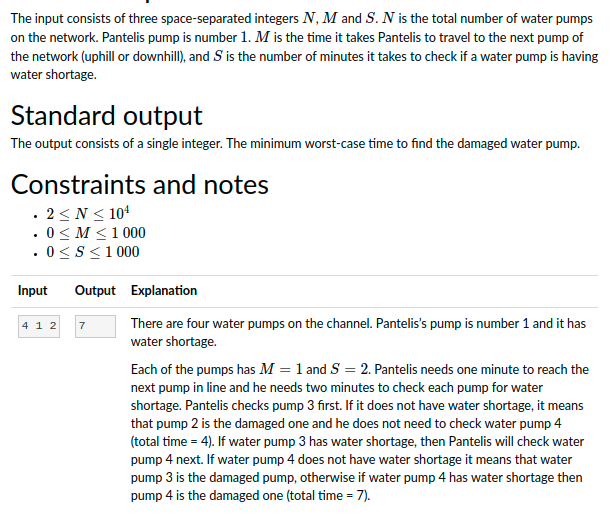 The input consists of three space-separated integers N, M and S. N is the total number of water pumps
on the network. Pantelis pump is number 1. M is the time it takes Pantelis to travel to the next pump of
the network (uphill or downhill), and S is the number of minutes it takes to check if a water pump is having
water shortage.
Standard output
The output consists of a single integer. The minimum worst-case time to find the damaged water pump.
Constraints and notes
• 2 ≤ N ≤ 10⁴
• 0 ≤ M ≤ 1 000
• 0 ≤ S ≤ 1 000
Input Output Explanation
4 1 2 7 There are four water pumps on the channel. Pantelis's pump is number 1 and it has
water shortage.
Each of the pumps has M = 1 and S = 2. Pantelis needs one minute to reach the
next pump in line and he needs two minutes to check each pump for water
shortage. Pantelis checks pump 3 first. If it does not have water shortage, it means
that pump 2 is the damaged one and he does not need to check water pump 4
(total time = 4). If water pump 3 has water shortage, then Pantelis will check water
pump 4 next. If water pump 4 does not have water shortage it means that water
pump 3 is the damaged pump, otherwise if water pump 4 has water shortage then
pump 4 is the damaged one (total time = 7).